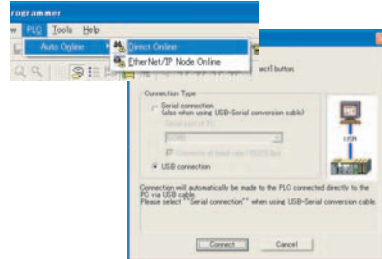 rogrammer
PLC Tools Help
Auto Online
Direct Online
EtherNet/IP Node Online
ect] button.
Connection Type
Serial connection
(also when using USB-Serial conversion cable)
USB connection
Connection will automatically be made to the PLC connected directly to the
PC via USB cable.
Please select "Serial connection" when using USB-Serial conversion cable.
Connect Cancel